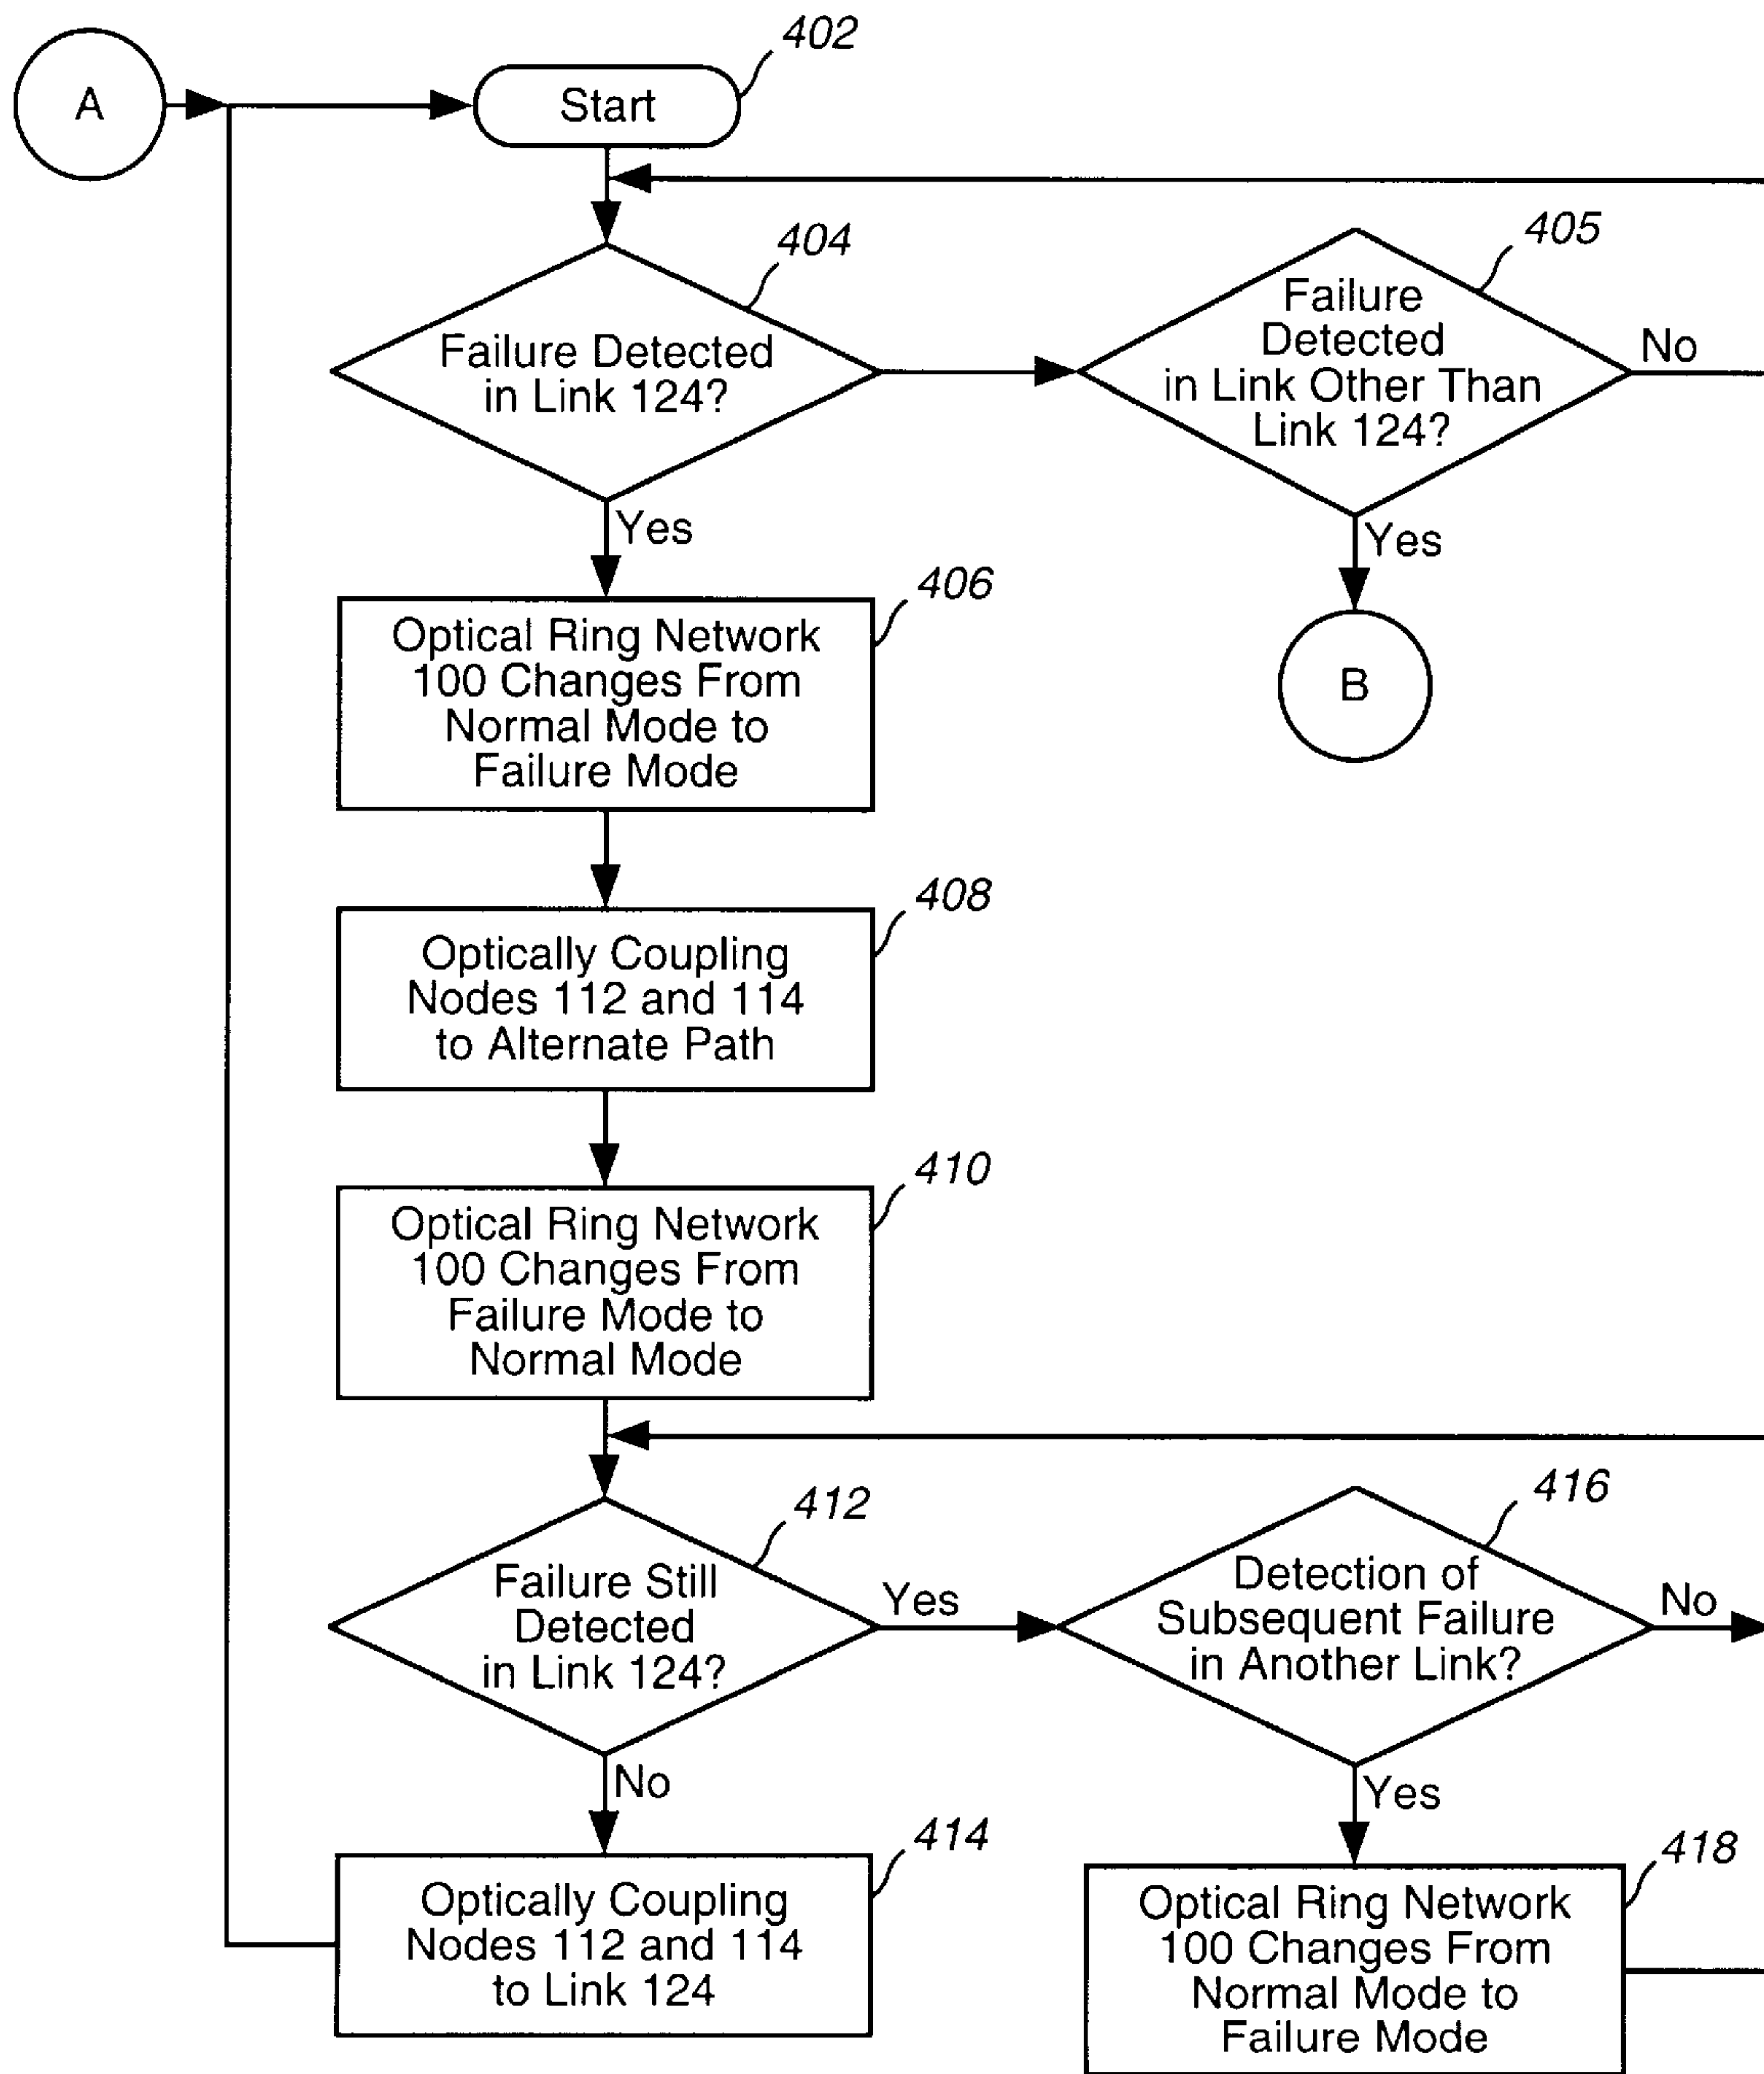 402
A
Start
404
405
Failure Detected
in Link 124?
Failure
Detected
in Link Other Than
Link 124?
No
Yes
Yes
406
Optical Ring Network
100 Changes From
Normal Mode to
Failure Mode
B
408
Optically Coupling
Nodes 112 and 114
to Alternate Path
410
Optical Ring Network
100 Changes From
Failure Mode to
Normal Mode
412
416
Failure Still
Detected
in Link 124?
Yes
Detection of
Subsequent Failure
in Another Link?
No
No
Yes
414
Optically Coupling
Nodes 112 and 114
to Link 124
418
Optical Ring Network
100 Changes From
Normal Mode to
Failure Mode